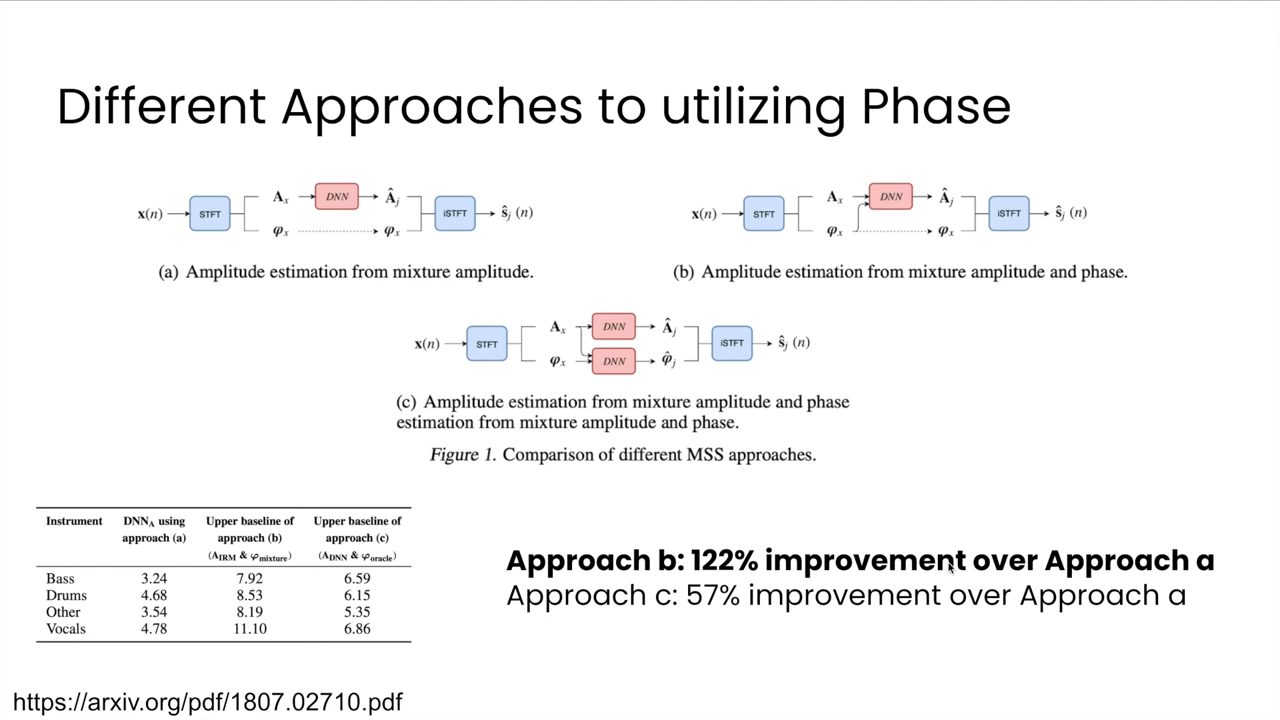 Different Approaches to utilizing Phase
x(n) STFT Aₓ DNN Âⱼ iSTFT ŝⱼ (n)
φₓ φₓ
(a) Amplitude estimation from mixture amplitude.
x(n) STFT Aₓ DNN Âⱼ iSTFT ŝⱼ (n)
φₓ φₓ
(b) Amplitude estimation from mixture amplitude and phase.
x(n) STFT Aₓ DNN Âⱼ iSTFT ŝⱼ (n)
φₓ DNN φ̂ⱼ
(c) Amplitude estimation from mixture amplitude and phase
estimation from mixture amplitude and phase.
Figure 1. Comparison of different MSS approaches.
Instrument DNN_A using Upper baseline of Upper baseline of
approach (a) approach (b) approach (c)
(A_IRM & φ_mixture) (A_DNN & φ_oracle)
Bass 3.24 7.92 6.59
Drums 4.68 8.53 6.15
Other 3.54 8.19 5.35
Vocals 4.78 11.10 6.86
Approach b: 122% improvement over Approach a
Approach c: 57% improvement over Approach a
https://arxiv.org/pdf/1807.02710.pdf